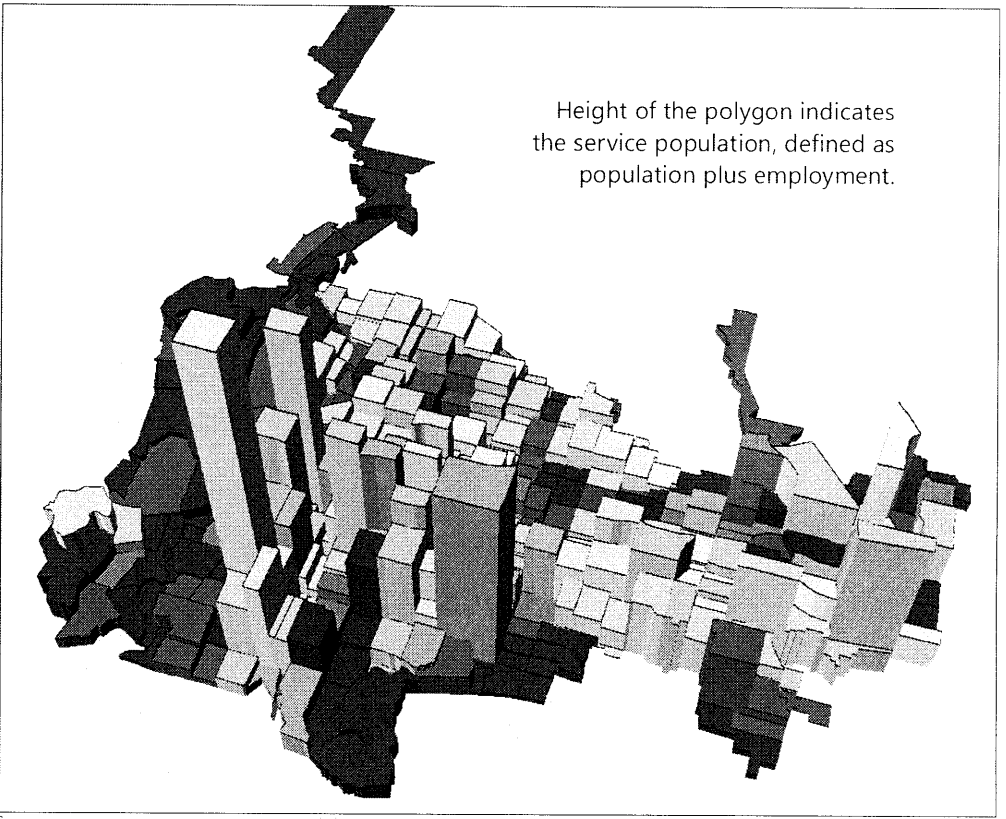 Height of the polygon indicates
the service population, defined as
population plus employment.